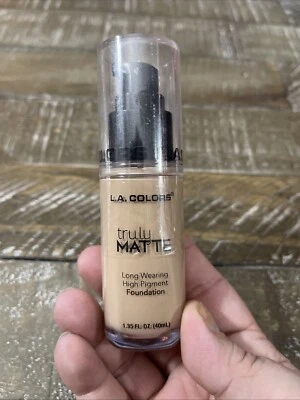 L.A. COLORS®
truly
MATTE
Long Wearing
High Pigment
Foundation
1.35 FL. OZ. (40mL)